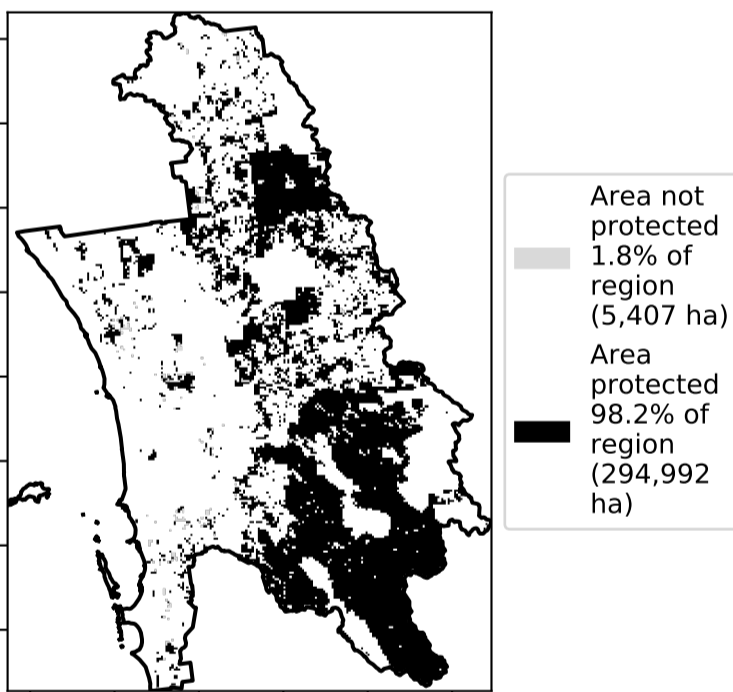 Area not
protected
1.8% of
region
(5,407 ha)
Area
protected
98.2% of
region
(294,992
ha)